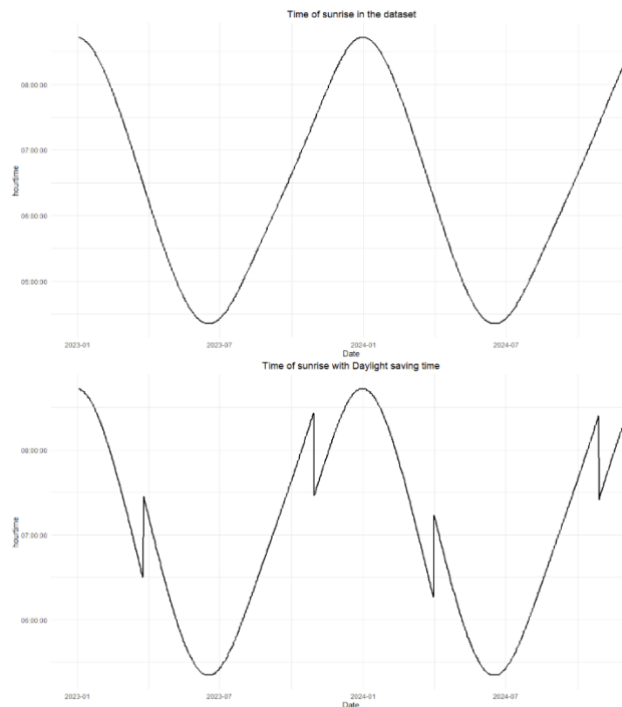 Time of sunrise in the dataset
08:00:00
07:00:00
06:00:00
05:00:00
hourtime
2023-01 2023-07 2024-01 2024-07
Date
Time of sunrise with Daylight saving time
08:00:00
07:00:00
06:00:00
hourtime
2023-01 2023-07 2024-01 2024-07
Date